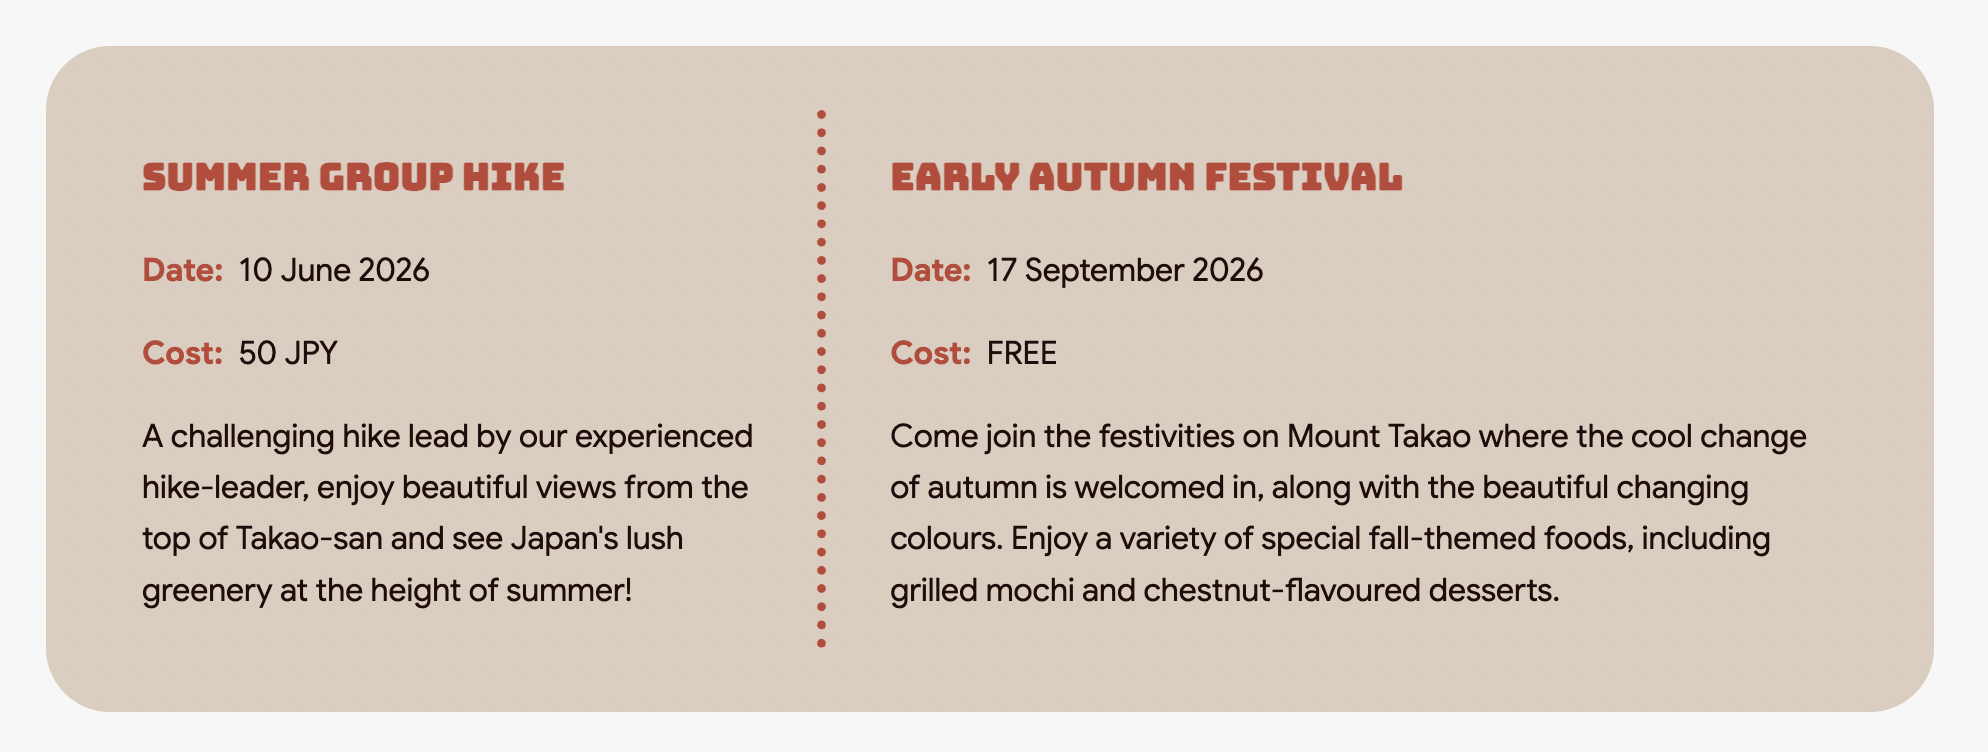 SUMMER GROUP HIKE
Date: 10 June 2026
Cost: 50 JPY
A challenging hike lead by our experienced
hike-leader, enjoy beautiful views from the
top of Takao-san and see Japan's lush
greenery at the height of summer!
EARLY AUTUMN FESTIVAL
Date: 17 September 2026
Cost: FREE
Come join the festivities on Mount Takao where the cool change
of autumn is welcomed in, along with the beautiful changing
colours. Enjoy a variety of special fall-themed foods, including
grilled mochi and chestnut-flavoured desserts.